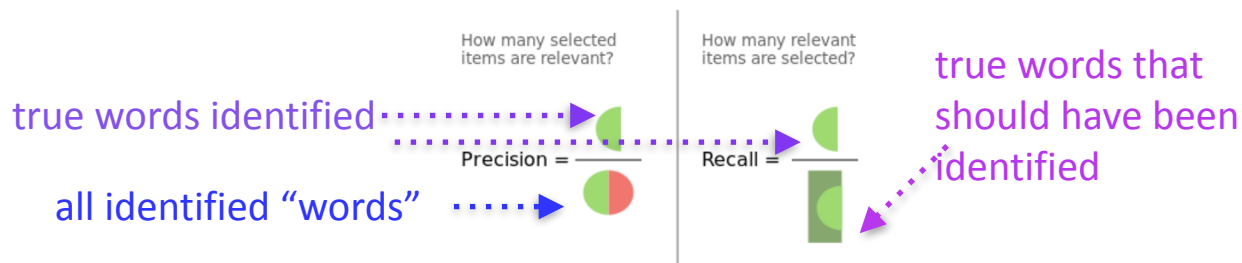 How many selected
items are relevant?
How many relevant
items are selected?
true words that
should have been
identified
true words identified
Precision =
Recall =
all identified “words”